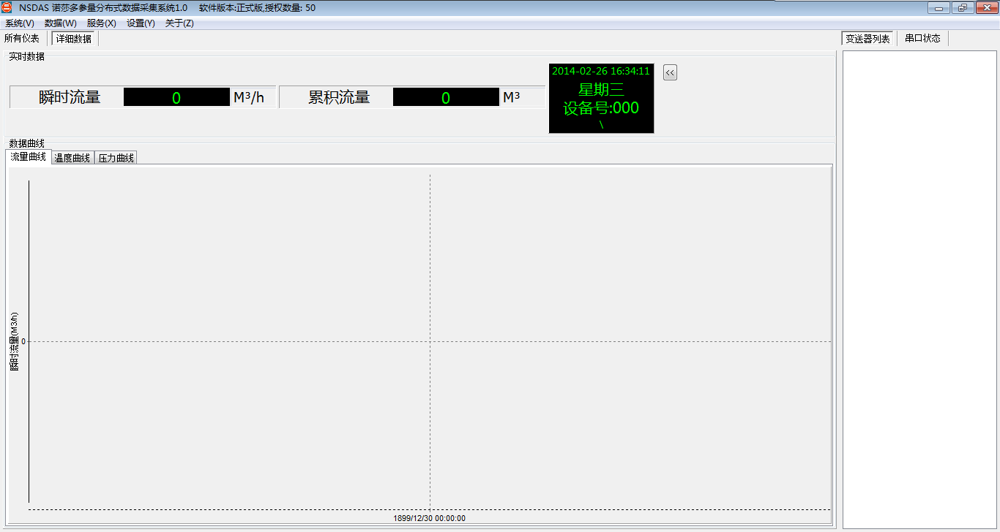 NSDAS 诺莎多参量分布式数据采集系统1.0 软件版本:正式版,授权数量: 50
系统(V) 数据(W) 服务(X) 设置(Y) 关于(Z)
所有仪表 详细数据 变送器列表 串口状态
实时数据
瞬时流量 0 M³/h 累积流量 0 M³
2014-02-26 16:34:11
星期三
设备号:000
\
<<
数据曲线
流量曲线 温度曲线 压力曲线
瞬时流量(M3/h)
0
1899/12/30 00:00:00